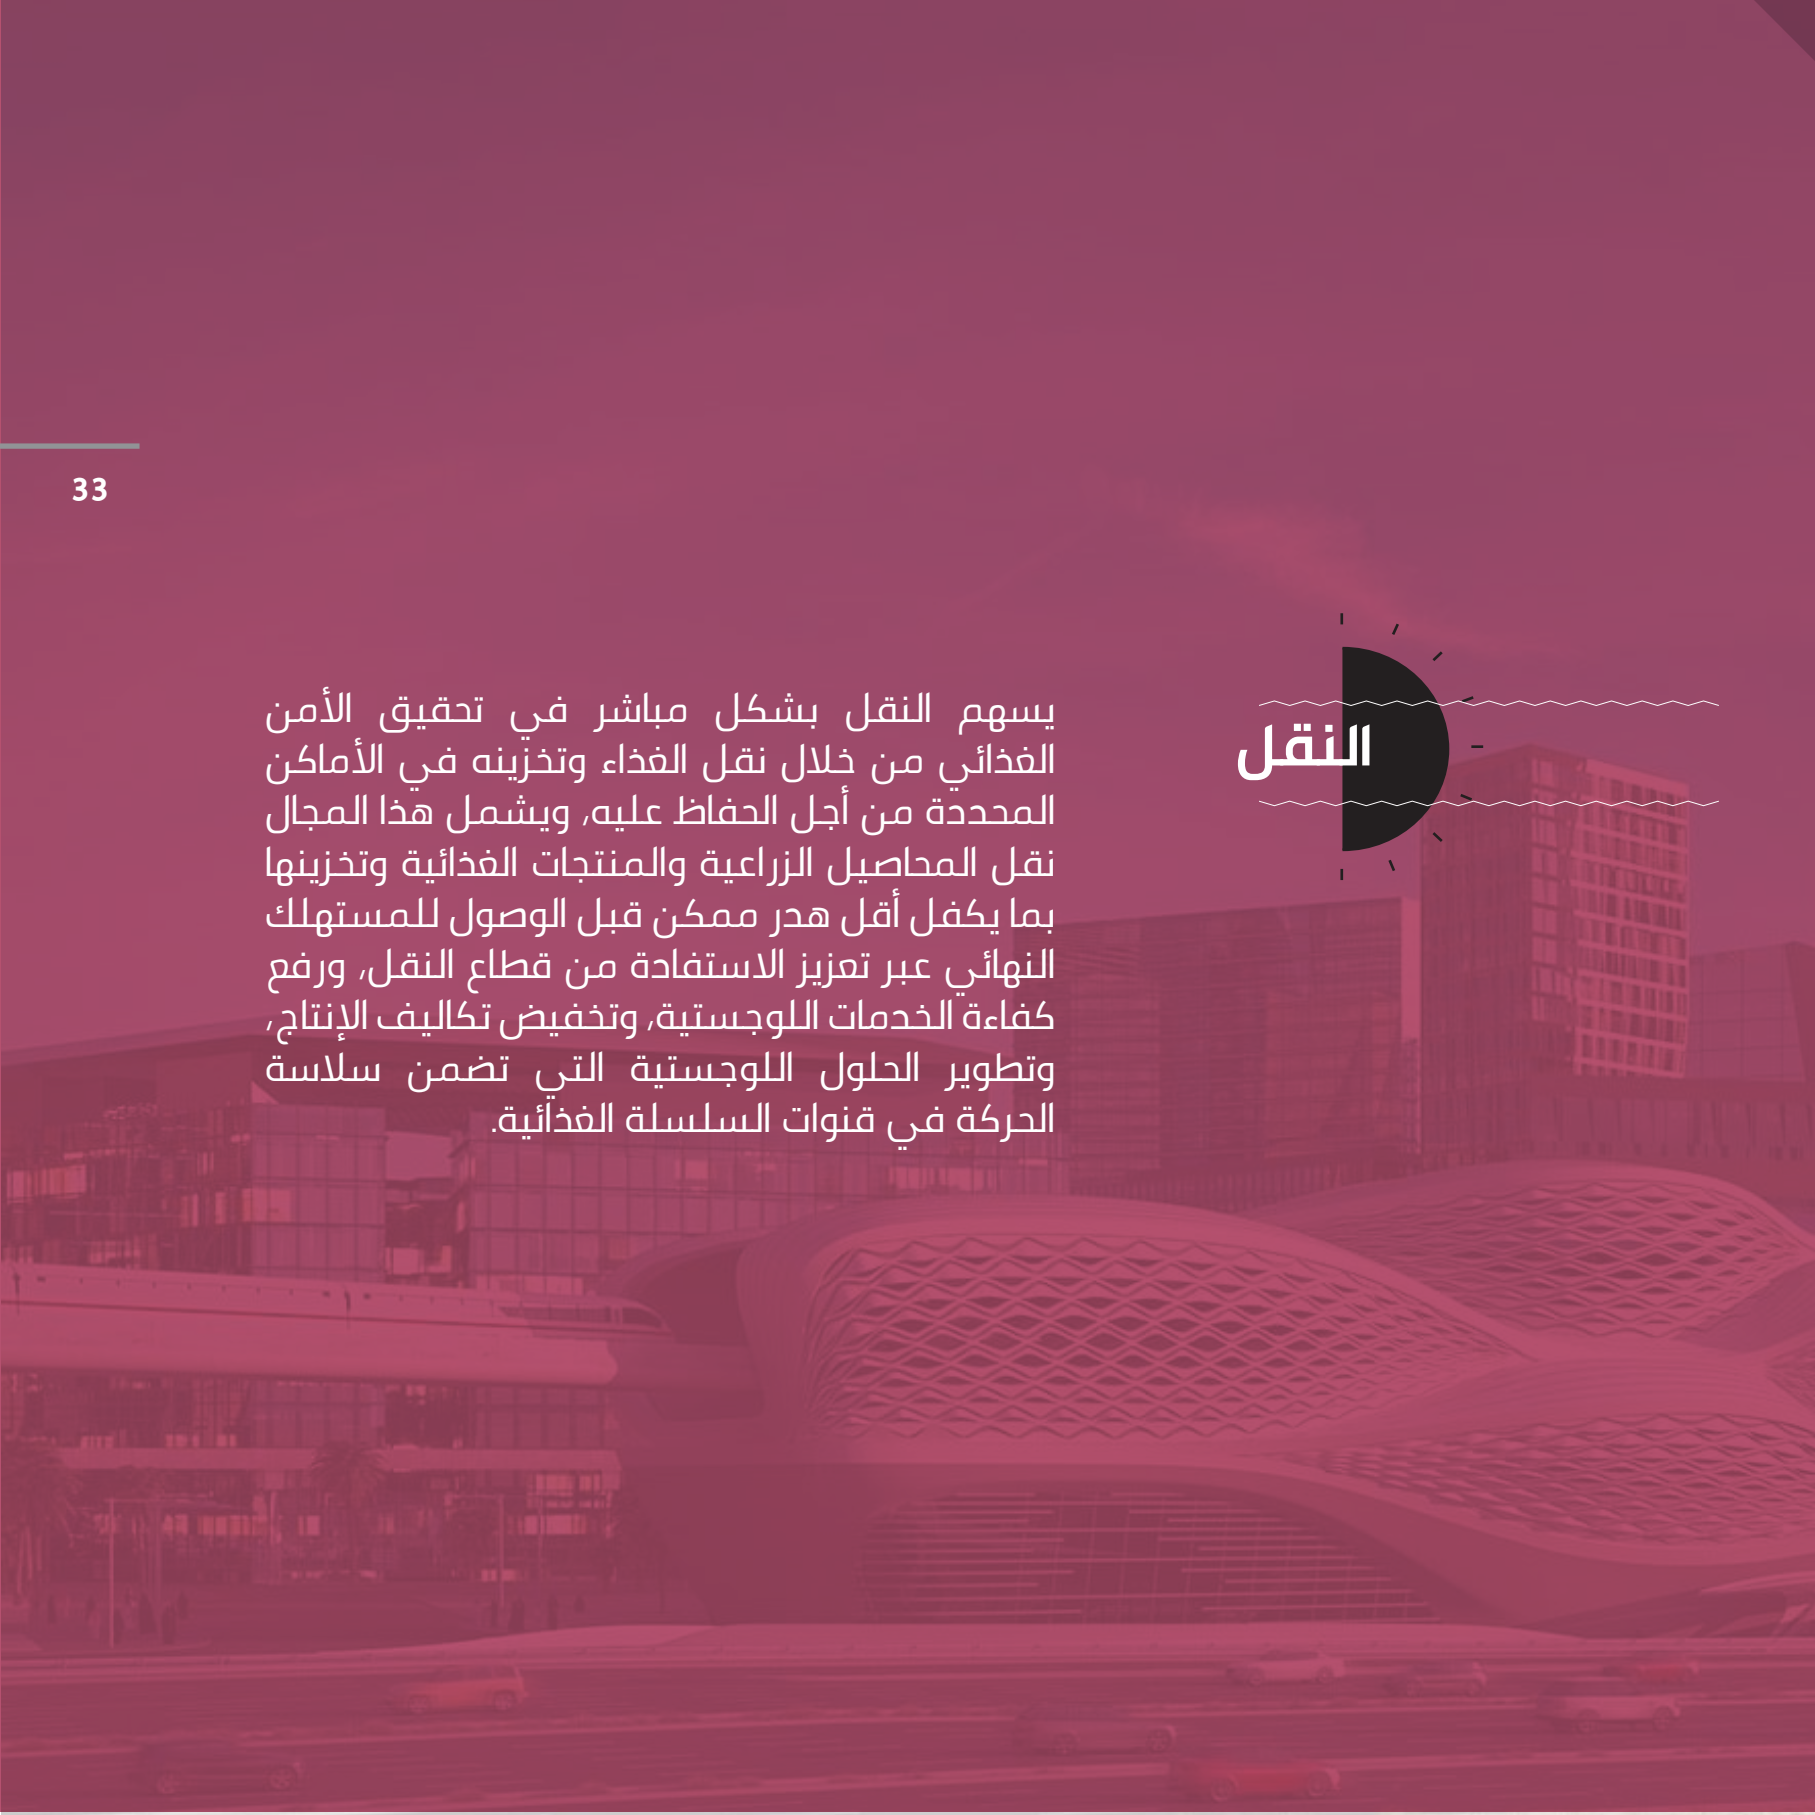 النقل
يسهم النقل بشكل مباشر في تحقيق الأمن
الغذائي من خلال نقل الغذاء وتخزينه في الأماكن
المحددة من أجل الحفاظ عليه، ويشمل هذا المجال
نقل المحاصيل الزراعية والمنتجات الغذائية وتخزينها
بما يكفل أقل هدر ممكن قبل الوصول للمستهلك
النهائي عبر تعزيز الاستفادة من قطاع النقل، ورفع
كفاءة الخدمات اللوجستية، وتخفيض تكاليف الإنتاج،
وتطوير الحلول اللوجستية التي تضمن سلاسة
الحركة في قنوات السلسلة الغذائية.
33